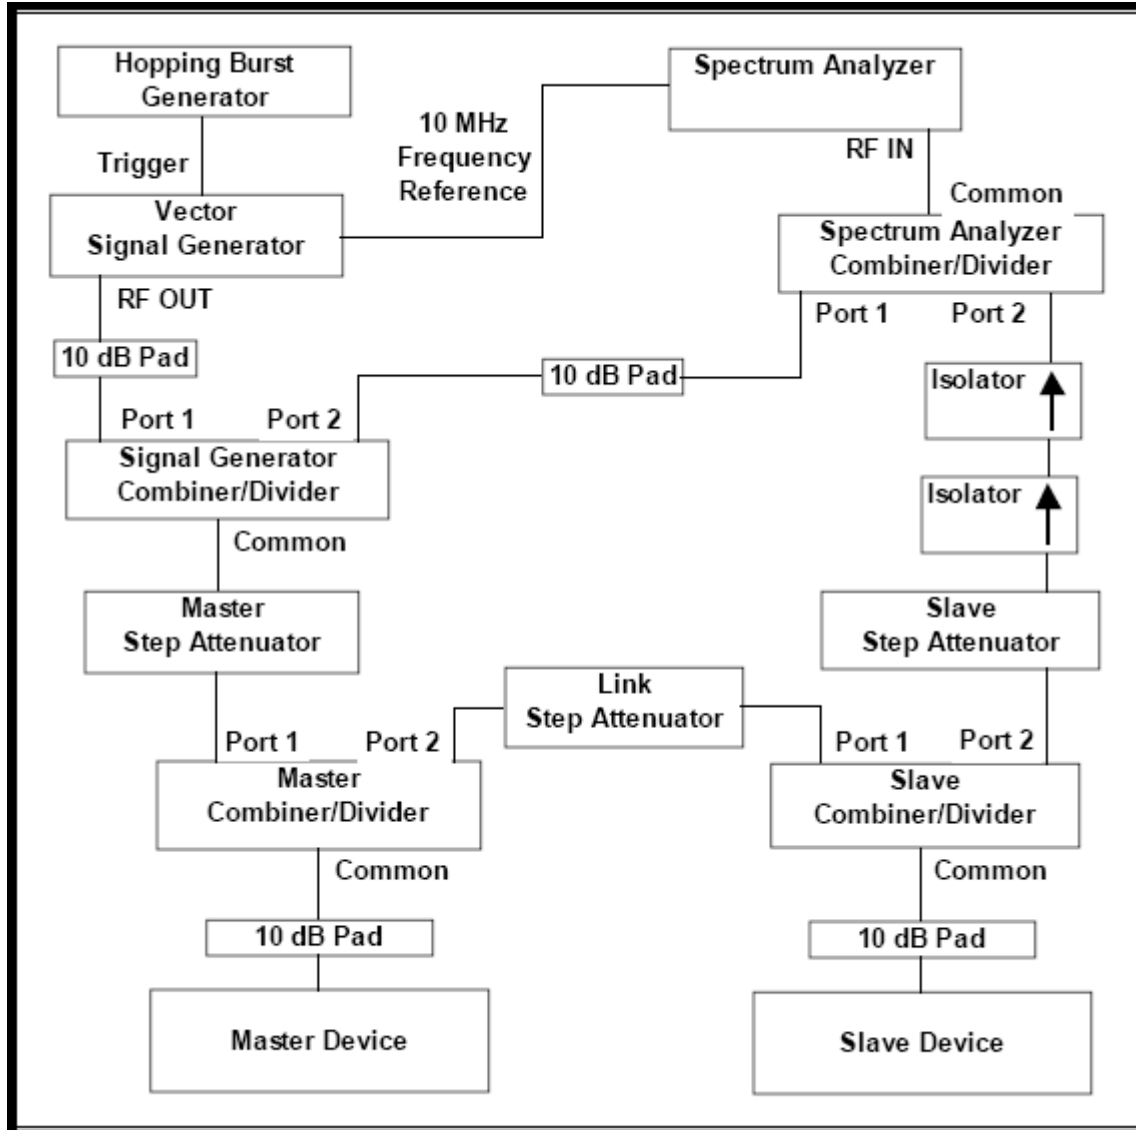 Hopping Burst
Generator
Spectrum Analyzer
10 MHz
Frequency
Reference
Trigger
RF IN
Common
Vector
Signal Generator
Spectrum Analyzer
Combiner/Divider
RF OUT
Port 1
Port 2
10 dB Pad
10 dB Pad
Isolator
Port 1
Port 2
Signal Generator
Combiner/Divider
Isolator
Common
Master
Step Attenuator
Slave
Step Attenuator
Link
Step Attenuator
Port 1
Port 2
Port 1
Port 2
Master
Combiner/Divider
Slave
Combiner/Divider
Common
Common
10 dB Pad
10 dB Pad
Master Device
Slave Device